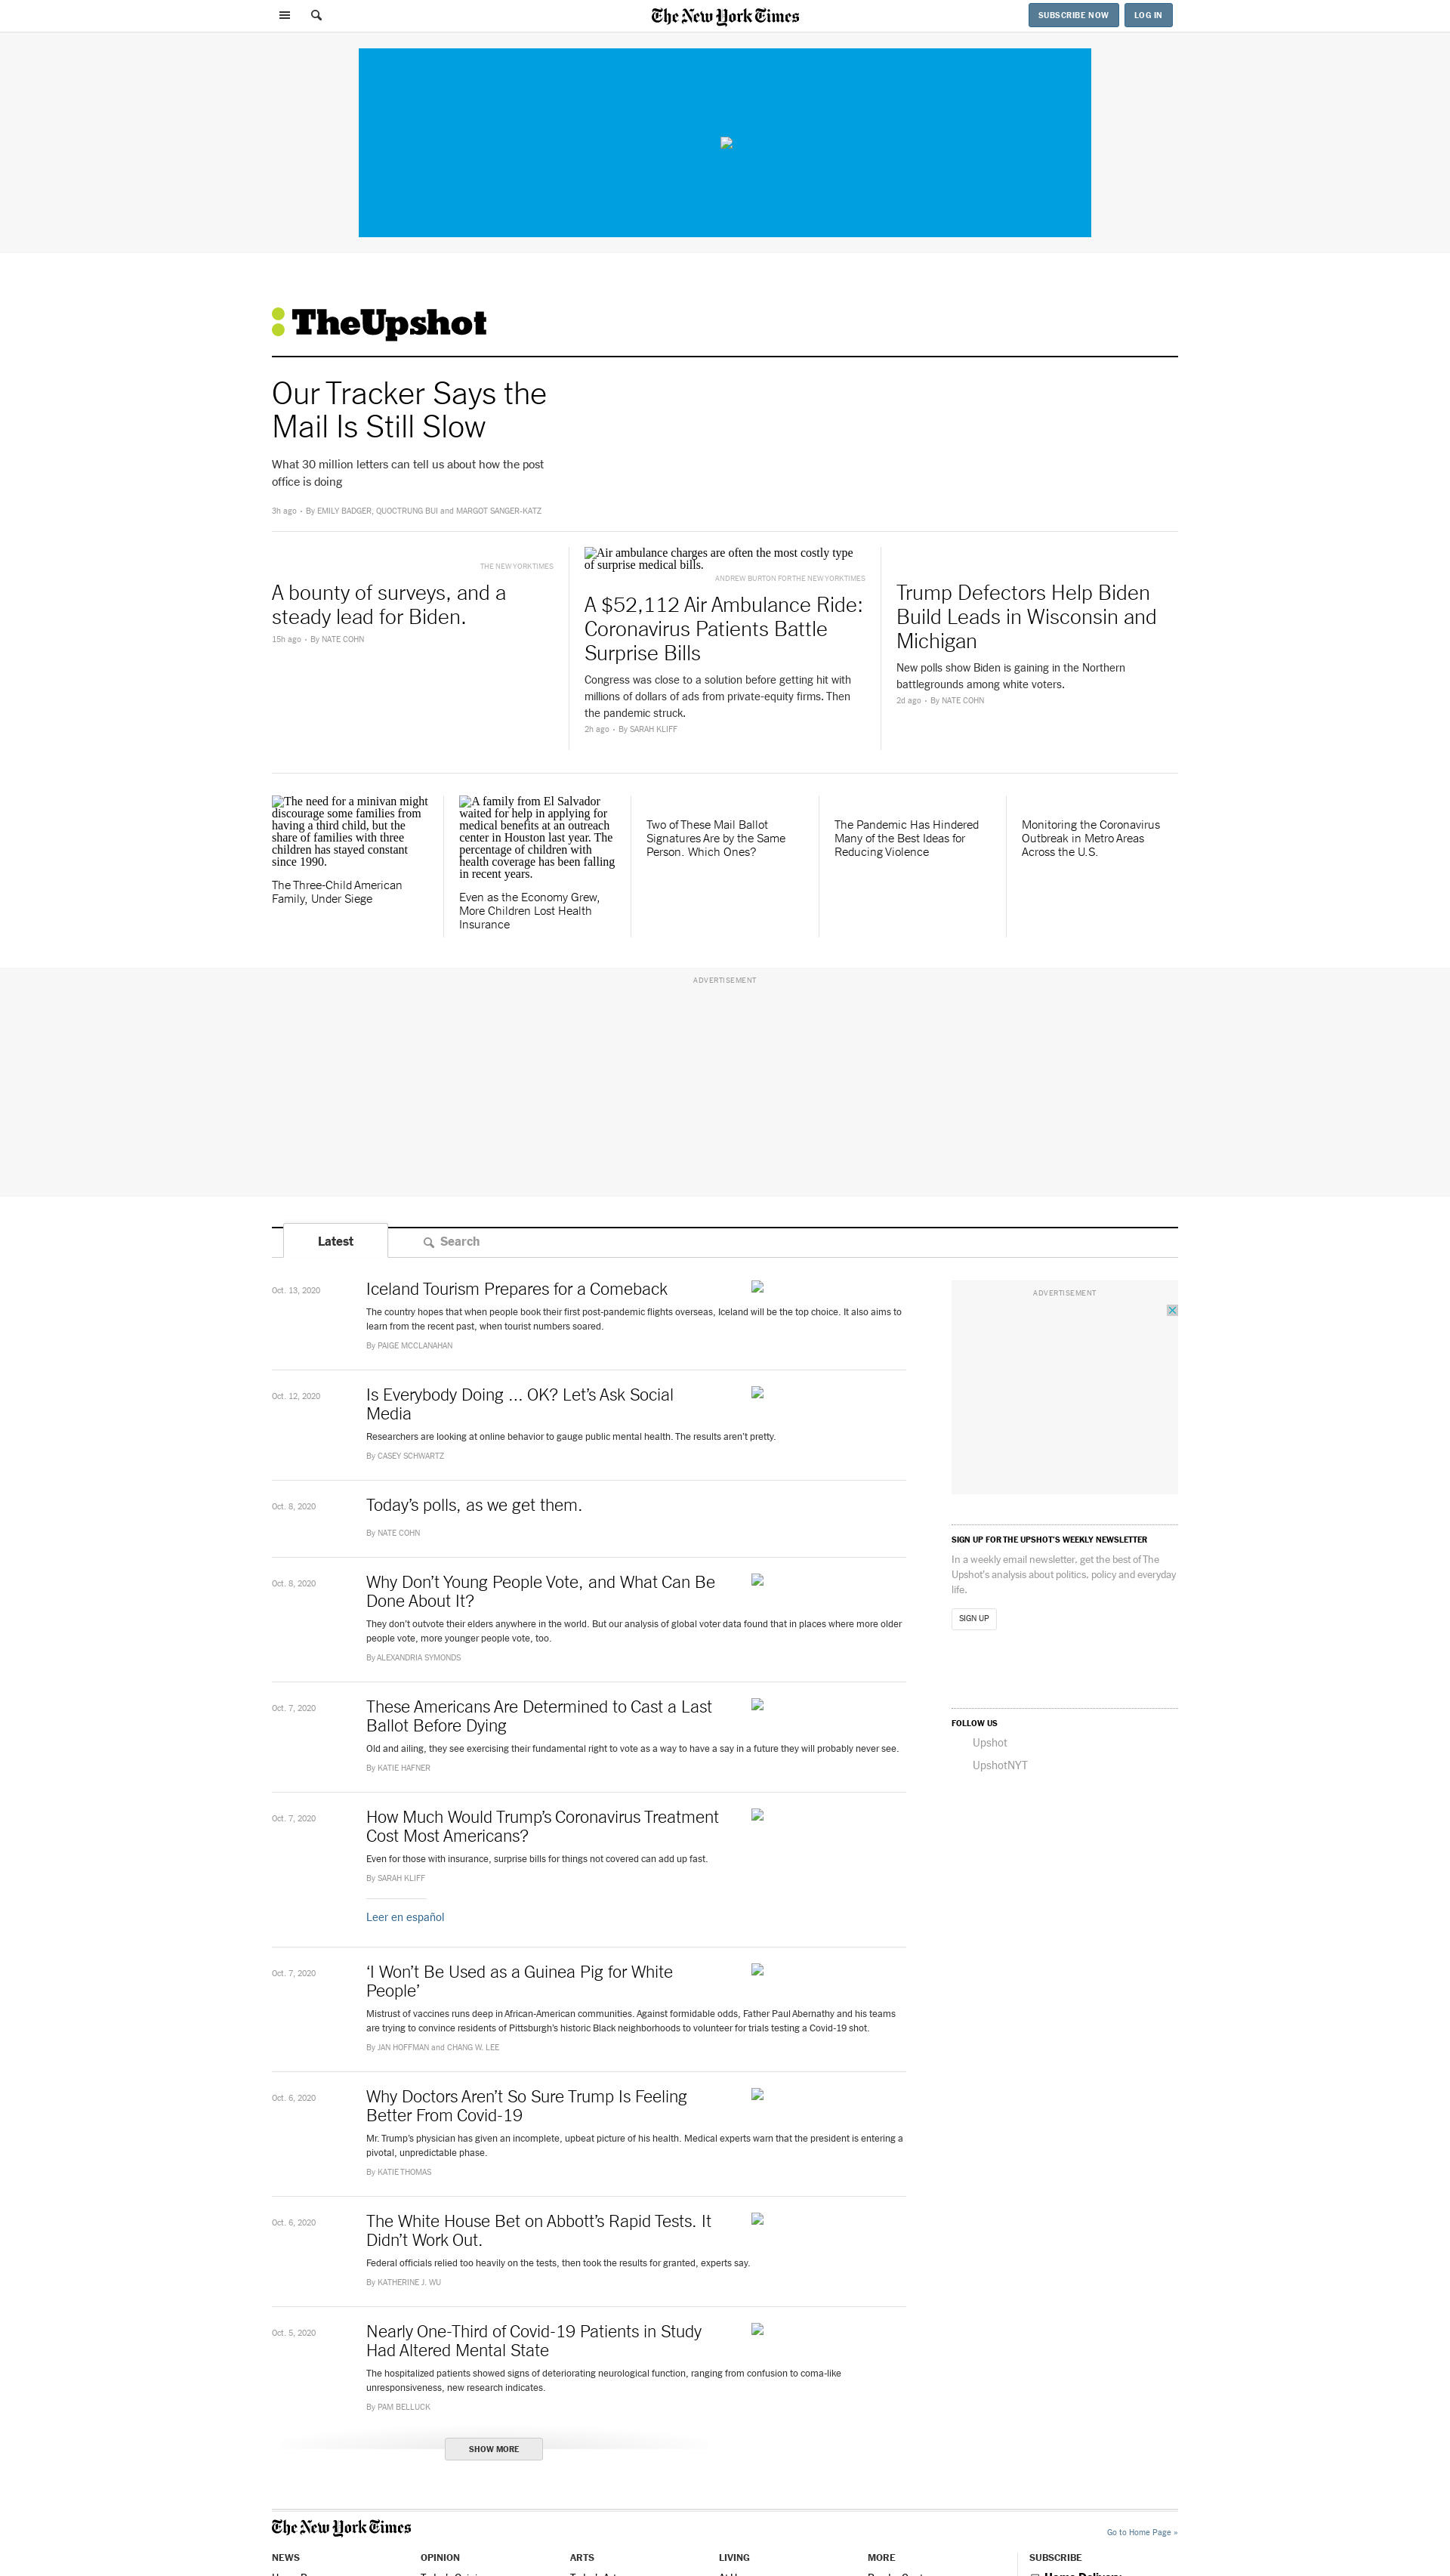 The New York Times
SUBSCRIBE NOW
LOG IN
TheUpshot
Our Tracker Says the
Mail Is Still Slow
What 30 million letters can tell us about how the post
office is doing
3h ago • By EMILY BADGER, QUOCTRUNG BUI and MARGOT SANGER-KATZ
THE NEW YORK TIMES
A bounty of surveys, and a
steady lead for Biden.
15h ago • By NATE COHN
Air ambulance charges are often the most costly type
of surprise medical bills.
ANDREW BURTON FOR THE NEW YORK TIMES
A $52,112 Air Ambulance Ride:
Coronavirus Patients Battle
Surprise Bills
Congress was close to a solution before getting hit with
millions of dollars of ads from private-equity firms. Then
the pandemic struck.
2h ago • By SARAH KLIFF
Trump Defectors Help Biden
Build Leads in Wisconsin and
Michigan
New polls show Biden is gaining in the Northern
battlegrounds among white voters.
2d ago • By NATE COHN
The need for a minivan might
discourage some families from
having a third child, but the
share of families with three
children has stayed constant
since 1990.
The Three-Child American
Family, Under Siege
A family from El Salvador
waited for help in applying for
medical benefits at an outreach
center in Houston last year. The
percentage of children with
health coverage has been falling
in recent years.
Even as the Economy Grew,
More Children Lost Health
Insurance
Two of These Mail Ballot
Signatures Are by the Same
Person. Which Ones?
The Pandemic Has Hindered
Many of the Best Ideas for
Reducing Violence
Monitoring the Coronavirus
Outbreak in Metro Areas
Across the U.S.
ADVERTISEMENT
Latest
Search
Oct. 13, 2020
Iceland Tourism Prepares for a Comeback
The country hopes that when people book their first post-pandemic flights overseas, Iceland will be the top choice. It also aims to
learn from the recent past, when tourist numbers soared.
By PAIGE MCCLANAHAN
Oct. 12, 2020
Is Everybody Doing ... OK? Let’s Ask Social
Media
Researchers are looking at online behavior to gauge public mental health. The results aren’t pretty.
By CASEY SCHWARTZ
Oct. 8, 2020
Today’s polls, as we get them.
By NATE COHN
Oct. 8, 2020
Why Don’t Young People Vote, and What Can Be
Done About It?
They don’t outvote their elders anywhere in the world. But our analysis of global voter data found that in places where more older
people vote, more younger people vote, too.
By ALEXANDRIA SYMONDS
Oct. 7, 2020
These Americans Are Determined to Cast a Last
Ballot Before Dying
Old and ailing, they see exercising their fundamental right to vote as a way to have a say in a future they will probably never see.
By KATIE HAFNER
Oct. 7, 2020
How Much Would Trump’s Coronavirus Treatment
Cost Most Americans?
Even for those with insurance, surprise bills for things not covered can add up fast.
By SARAH KLIFF
Leer en español
Oct. 7, 2020
‘I Won’t Be Used as a Guinea Pig for White
People’
Mistrust of vaccines runs deep in African-American communities. Against formidable odds, Father Paul Abernathy and his teams
are trying to convince residents of Pittsburgh’s historic Black neighborhoods to volunteer for trials testing a Covid-19 shot.
By JAN HOFFMAN and CHANG W. LEE
Oct. 6, 2020
Why Doctors Aren’t So Sure Trump Is Feeling
Better From Covid-19
Mr. Trump’s physician has given an incomplete, upbeat picture of his health. Medical experts warn that the president is entering a
pivotal, unpredictable phase.
By KATIE THOMAS
Oct. 6, 2020
The White House Bet on Abbott’s Rapid Tests. It
Didn’t Work Out.
Federal officials relied too heavily on the tests, then took the results for granted, experts say.
By KATHERINE J. WU
Oct. 5, 2020
Nearly One-Third of Covid-19 Patients in Study
Had Altered Mental State
The hospitalized patients showed signs of deteriorating neurological function, ranging from confusion to coma-like
unresponsiveness, new research indicates.
By PAM BELLUCK
SHOW MORE
ADVERTISEMENT
SIGN UP FOR THE UPSHOT’S WEEKLY NEWSLETTER
In a weekly email newsletter, get the best of The
Upshot’s analysis about politics, policy and everyday
life.
SIGN UP
FOLLOW US
Upshot
UpshotNYT
The New York Times
Go to Home Page »
NEWS
OPINION
ARTS
LIVING
MORE
SUBSCRIBE